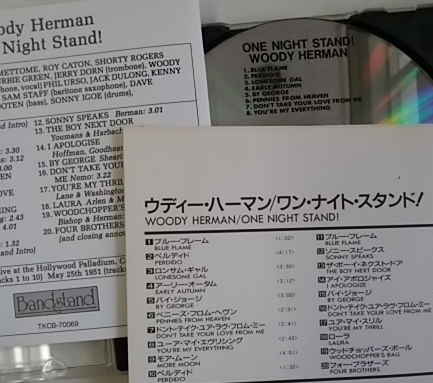 ody Herman
Night Stand!
METTOME, ROY CATON, SHORTY ROGERS
URBIE GREEN, JERRY DORN (trombone), WOODY
phone, vocal) PHIL URSO, JACK DULONG, KENNY
SAM STAFF (baritone saxophone), DAVE
OOTEN (bass), SONNY IGOE (drums),
12. SONNY SPEAKS Berman: 3.01
13. THE BOY NEXT DOOR
Youmans & Harbach
14. I APOLOGISE
Hoffman, Goodhea
15. BY GEORGE Shear
16. DON'T TAKE YOUR
ME Nemo: 3.22
17. YOU'RE MY THRIL
Lane & Washington
18. LAURA Arlen & M
19. WOODCHOPPER'S
Bishop & Herman:
20. FOUR BROTHERS
(and closing annou
live at the Hollywood Palladium, C
tracks 1 to 10) May 25th 1951 (track
Bandstand
TKCB-70069
ONE NIGHT STAND!
WOODY HERMAN
1. BLUE FLAME
2. PERDIDO
3. LONESOME GAL
4. EARLY AUTUMN
5. BY GEORGE
6. PENNIES FROM HEAVEN
7. DON'T TAKE YOUR LOVE FROM ME
8. YOU'RE MY EVERYTHING
ウディー・ハーマン/ワン・ナイト・スタンド!
WOODY HERMAN/ONE NIGHT STAND!
1 ブルー・フレーム
BLUE FLAME
2 ペルディド
PERDIDO
3 ロンサム・ギャル
LONESOME GAL
4 アーリー・オータム
EARLY AUTUMN
5 バイ・ジョージ
BY GEORGE
6 ペニーズ・フロム・ヘヴン
PENNIES FROM HEAVEN
7 ドント・テイク・ユア・ラヴ・フロム・ミー
DON'T TAKE YOUR LOVE FROM ME
8 ユーアー・マイ・エヴリシング
YOU'RE MY EVERYTHING
9 モア・ムーン
MORE MOON
10 ペルディド
PERDIDO
11 ブルー・フレーム
BLUE FLAME
12 ソニー・スピークス
SONNY SPEAKS
13 ザ・ボーイ・ネクスト・ドア
THE BOY NEXT DOOR
14 アイ・アポロジャイズ
I APOLOGIZE
15 バイ・ジョージ
BY GEORGE
16 ドント・テイク・ユア・ラヴ・フロム・ミー
DON'T TAKE YOUR LOVE FROM ME
17 ユア・マイ・スリル
YOU'RE MY THRILL
18 ローラ
LAURA
19 ウッドチョッパーズ・ボール
WOODCHOPPER'S BALL
20 フォー・ブラザーズ
FOUR BROTHERS